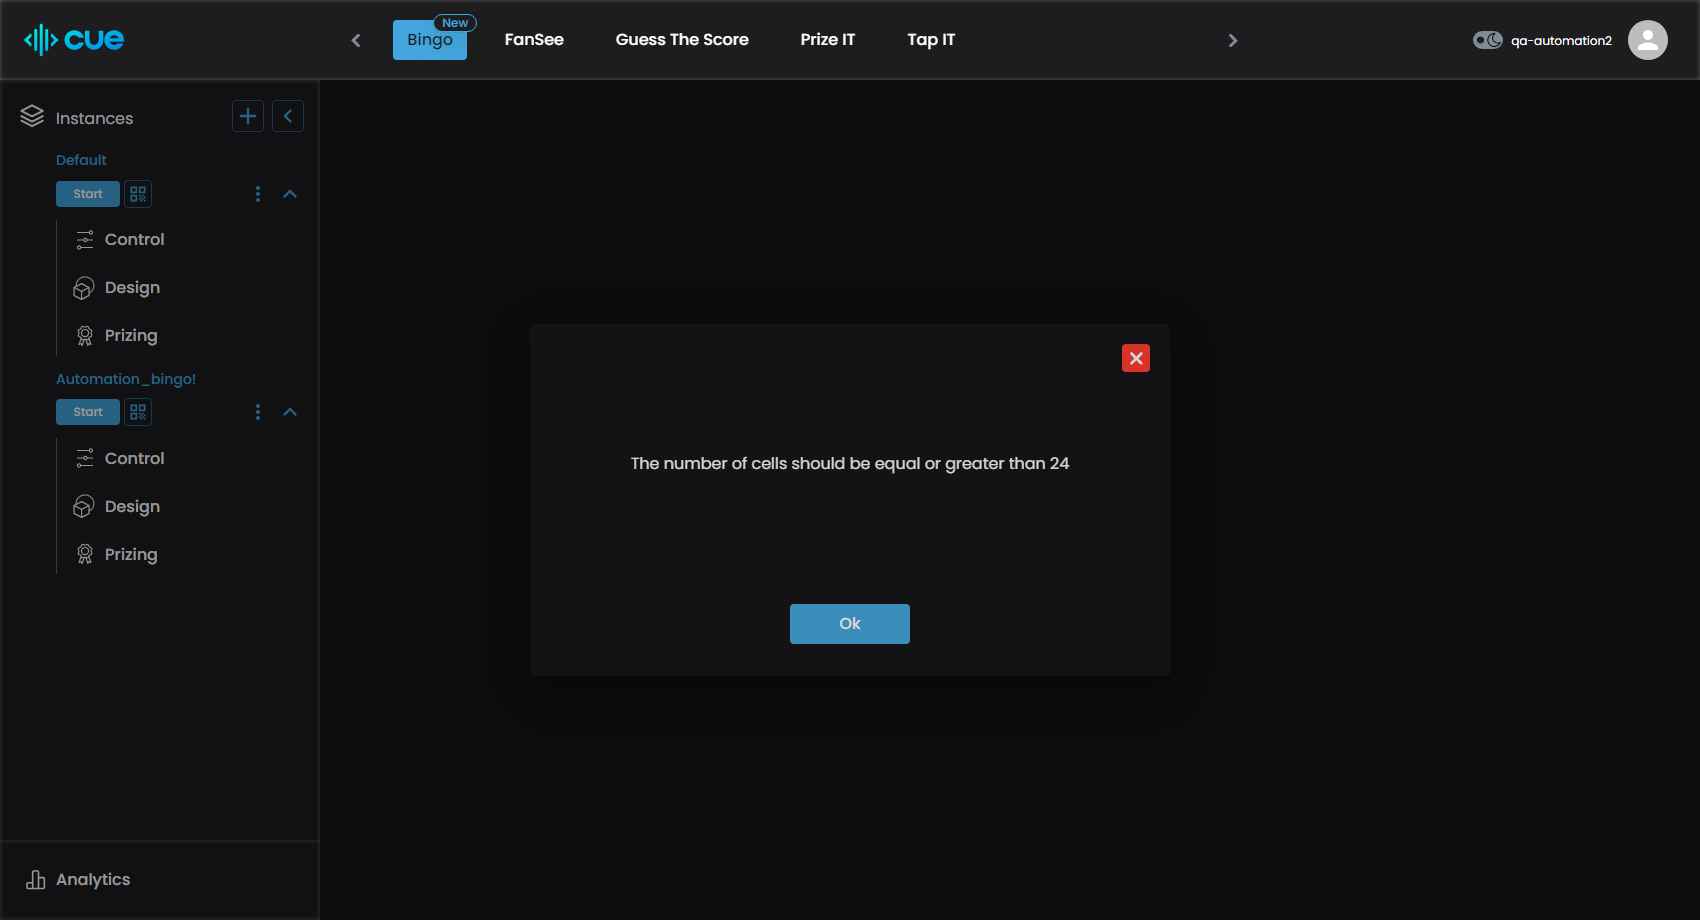 cue
Bingo
New
FanSee
Guess The Score
Prize IT
Tap IT
qa-automation2
Instances
Default
Start
Control
Design
Prizing
Automation_bingo!
Start
Control
Design
Prizing
The number of cells should be equal or greater than 24
Ok
Analytics